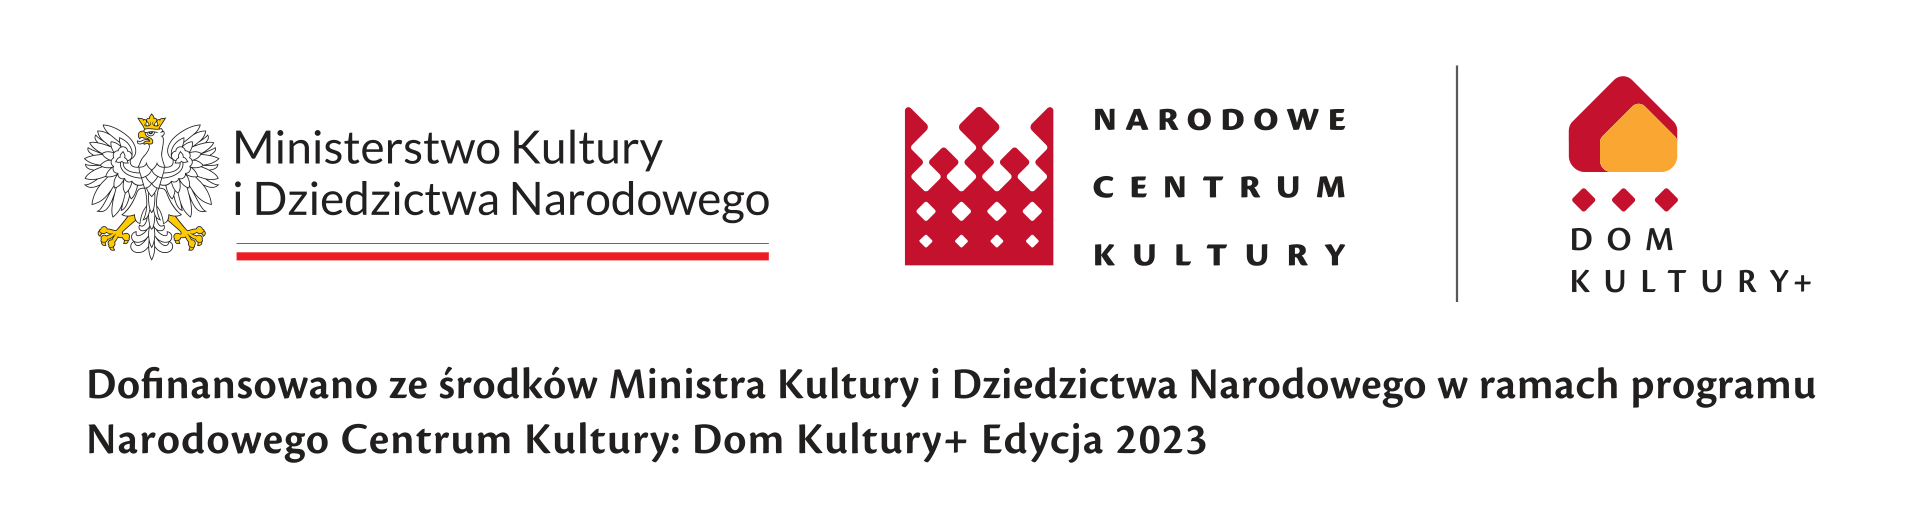 Ministerstwo Kultury
i Dziedzictwa Narodowego
NARODOWE
CENTRUM
KULTURY
DOM
KULTURY+
Dofinansowano ze środków Ministra Kultury i Dziedzictwa Narodowego w ramach programu
Narodowego Centrum Kultury: Dom Kultury+ Edycja 2023